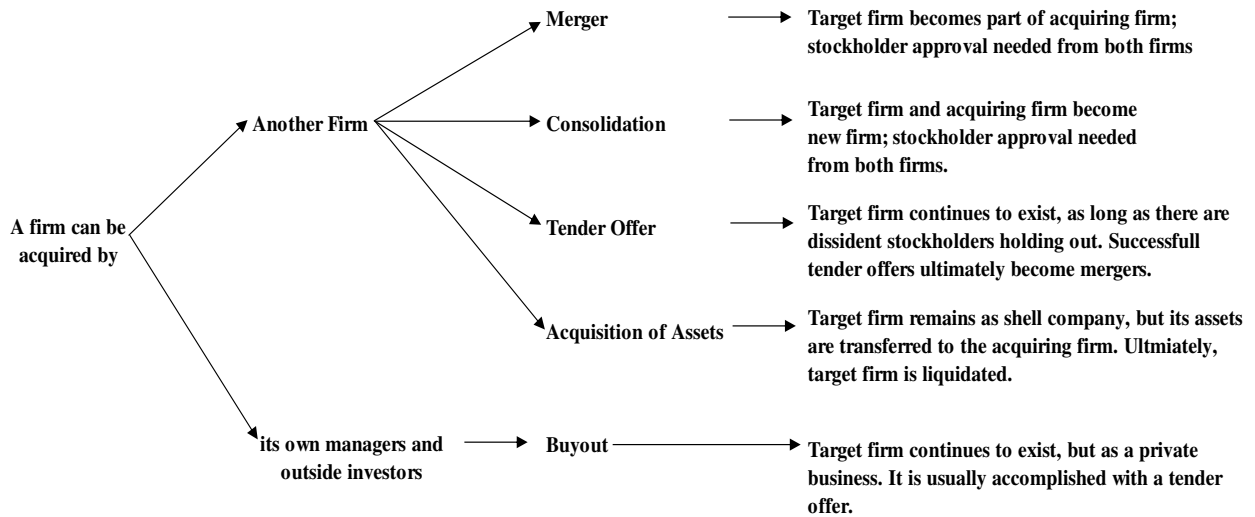 A firm can be
acquired by
Another Firm
Merger
Target firm becomes part of acquiring firm;
stockholder approval needed from both firms
Consolidation
Target firm and acquiring firm become
new firm; stockholder approval needed
from both firms.
Tender Offer
Target firm continues to exist, as long as there are
dissident stockholders holding out. Successfull
tender offers ultimately become mergers.
Acquisition of Assets
Target firm remains as shell company, but its assets
are transferred to the acquiring firm. Ultmiately,
target firm is liquidated.
its own managers and
outside investors
Buyout
Target firm continues to exist, but as a private
business. It is usually accomplished with a tender
offer.